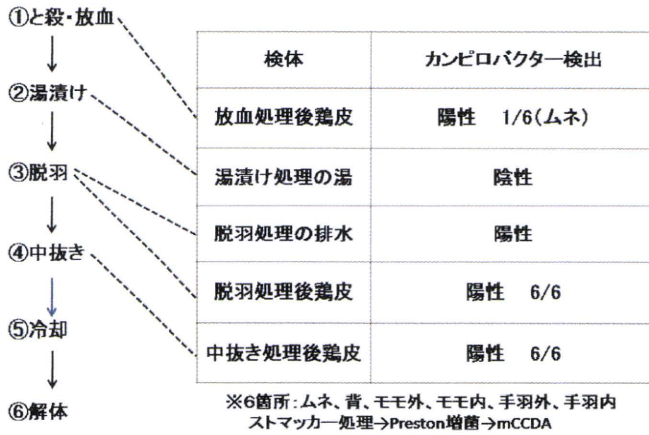 ①と殺・放血
②湯漬け
③脱羽
④中抜き
⑤冷却
⑥解体
検体 カンピロバクター検出
放血処理後鶏皮 陽性 1/6(ムネ)
湯漬け処理の湯 陰性
脱羽処理の排水 陽性
脱羽処理後鶏皮 陽性 6/6
中抜き処理後鶏皮 陽性 6/6
※6箇所:ムネ、背、モモ外、モモ内、手羽外、手羽内
ストマッカー処理→Preston増菌→mCCDA